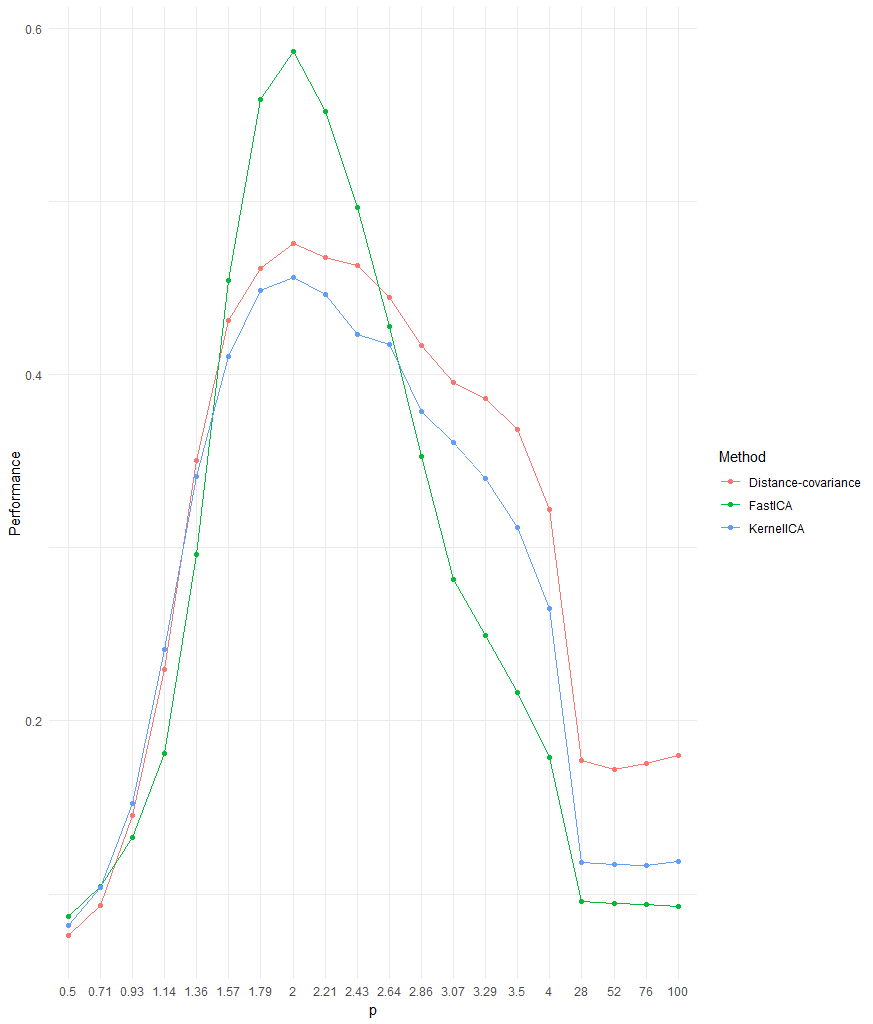 0.6
0.4
0.2
Performance
0.5 0.71 0.93 1.14 1.36 1.57 1.79 2 2.21 2.43 2.64 2.86 3.07 3.29 3.5 4 28 52 76 100
p
Method
Distance-covariance
FastICA
KernelICA